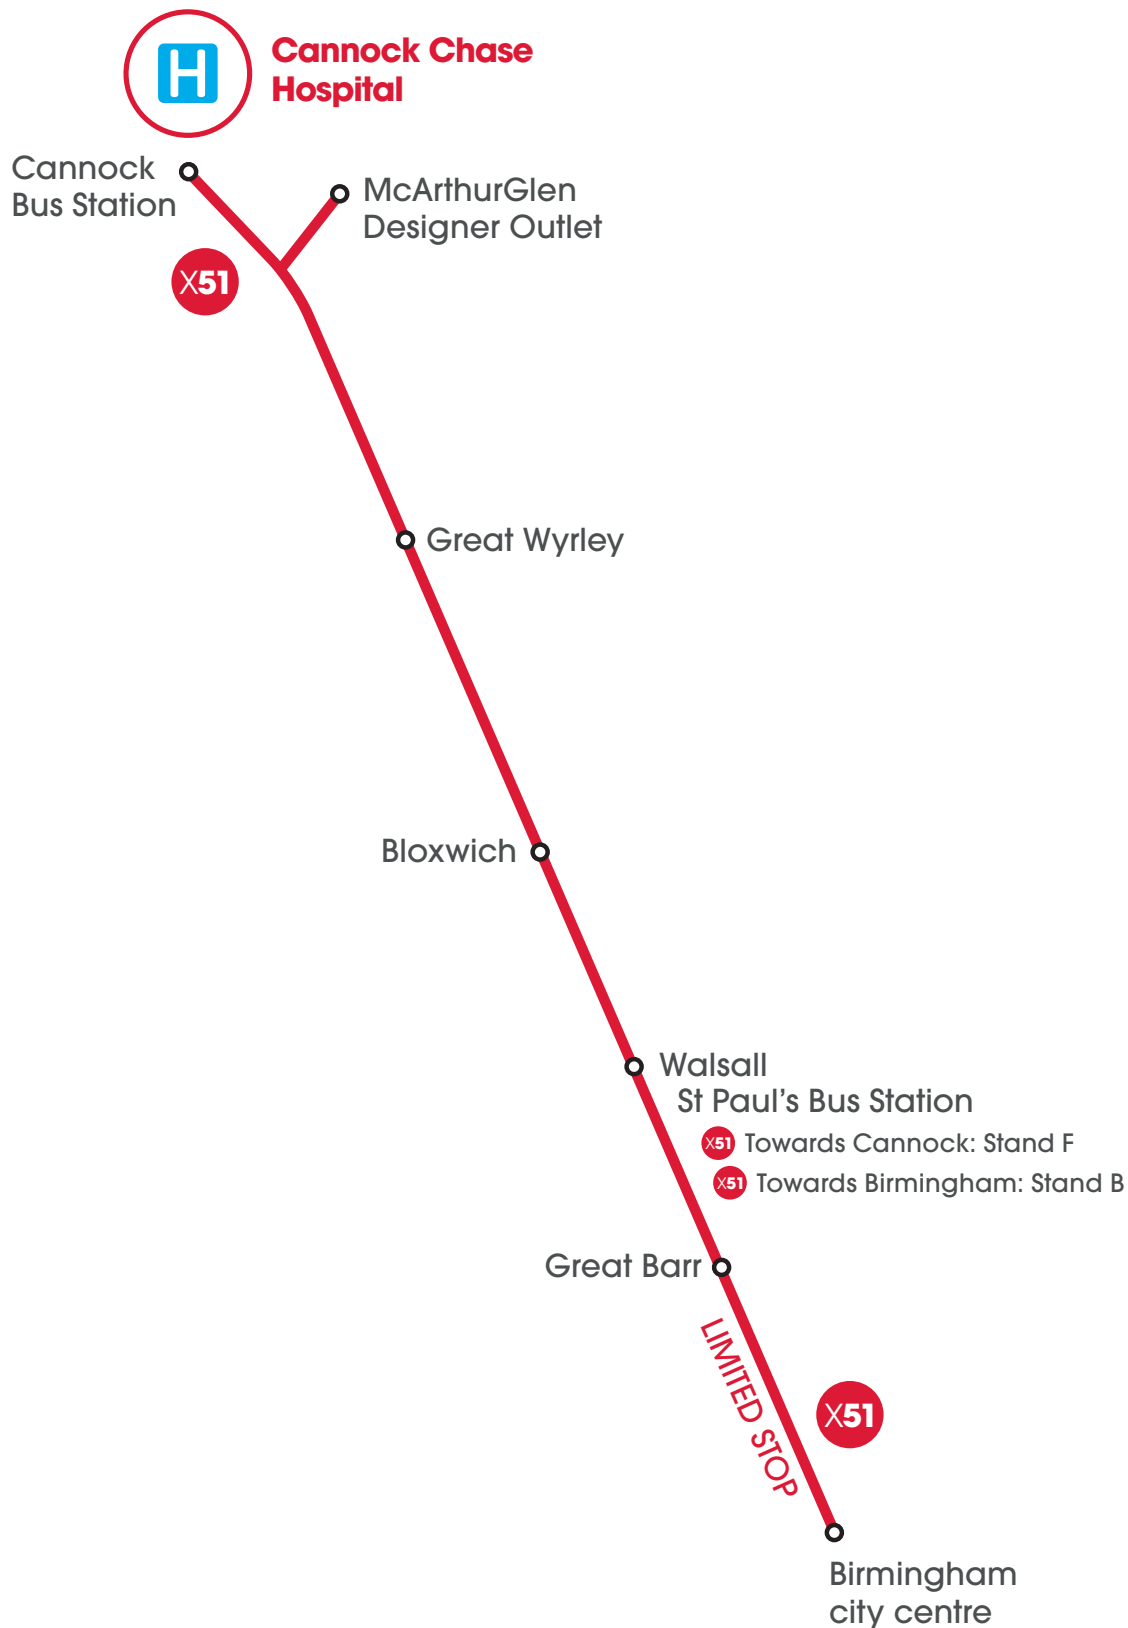 H
Cannock Chase
Hospital
Cannock
Bus Station
McArthurGlen
Designer Outlet
X51
Great Wyrley
Bloxwich
Walsall
St Paul’s Bus Station
X51 Towards Cannock: Stand F
X51 Towards Birmingham: Stand B
Great Barr
LIMITED STOP
X51
Birmingham
city centre